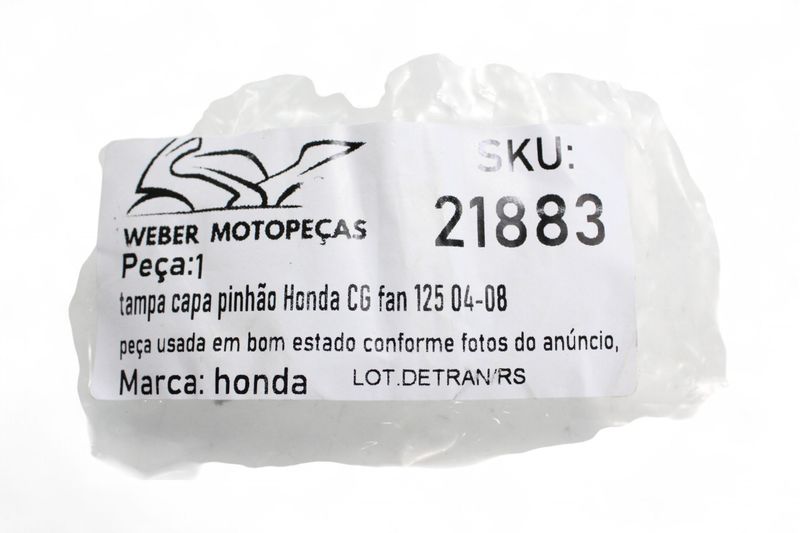 WEBER MOTOPEÇAS
SKU:
21883
Peça:1
tampa capa pinhão Honda CG fan 125 04-08
peça usada em bom estado conforme fotos do anúncio,
Marca: honda
LOT.DETRAN/RS